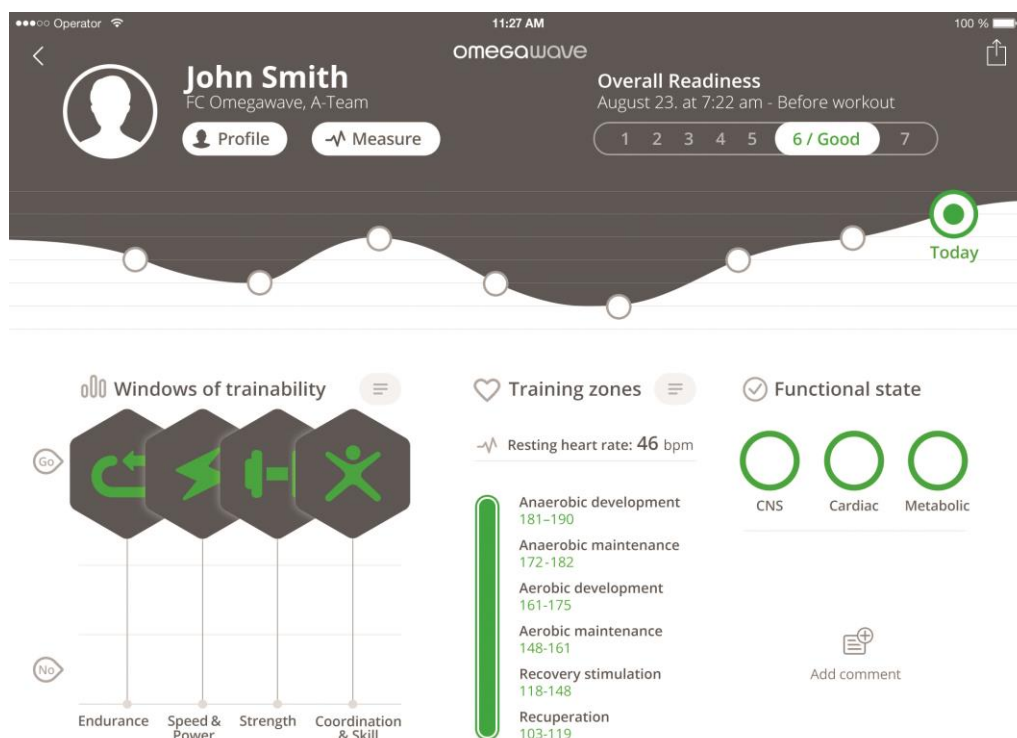 Operator
11:27 AM
100 %
omegawave
John Smith
FC Omegawave, A-Team
Profile
Measure
Overall Readiness
August 23. at 7:22 am - Before workout
1 2 3 4 5 6 / Good 7
Today
Windows of trainability
Go
No
Endurance
Speed &
Power
Strength
Coordination
& Skill
Training zones
Resting heart rate: 46 bpm
Anaerobic development
181–190
Anaerobic maintenance
172-182
Aerobic development
161-175
Aerobic maintenance
148-161
Recovery stimulation
118-148
Recuperation
103-119
Functional state
CNS
Cardiac
Metabolic
Add comment